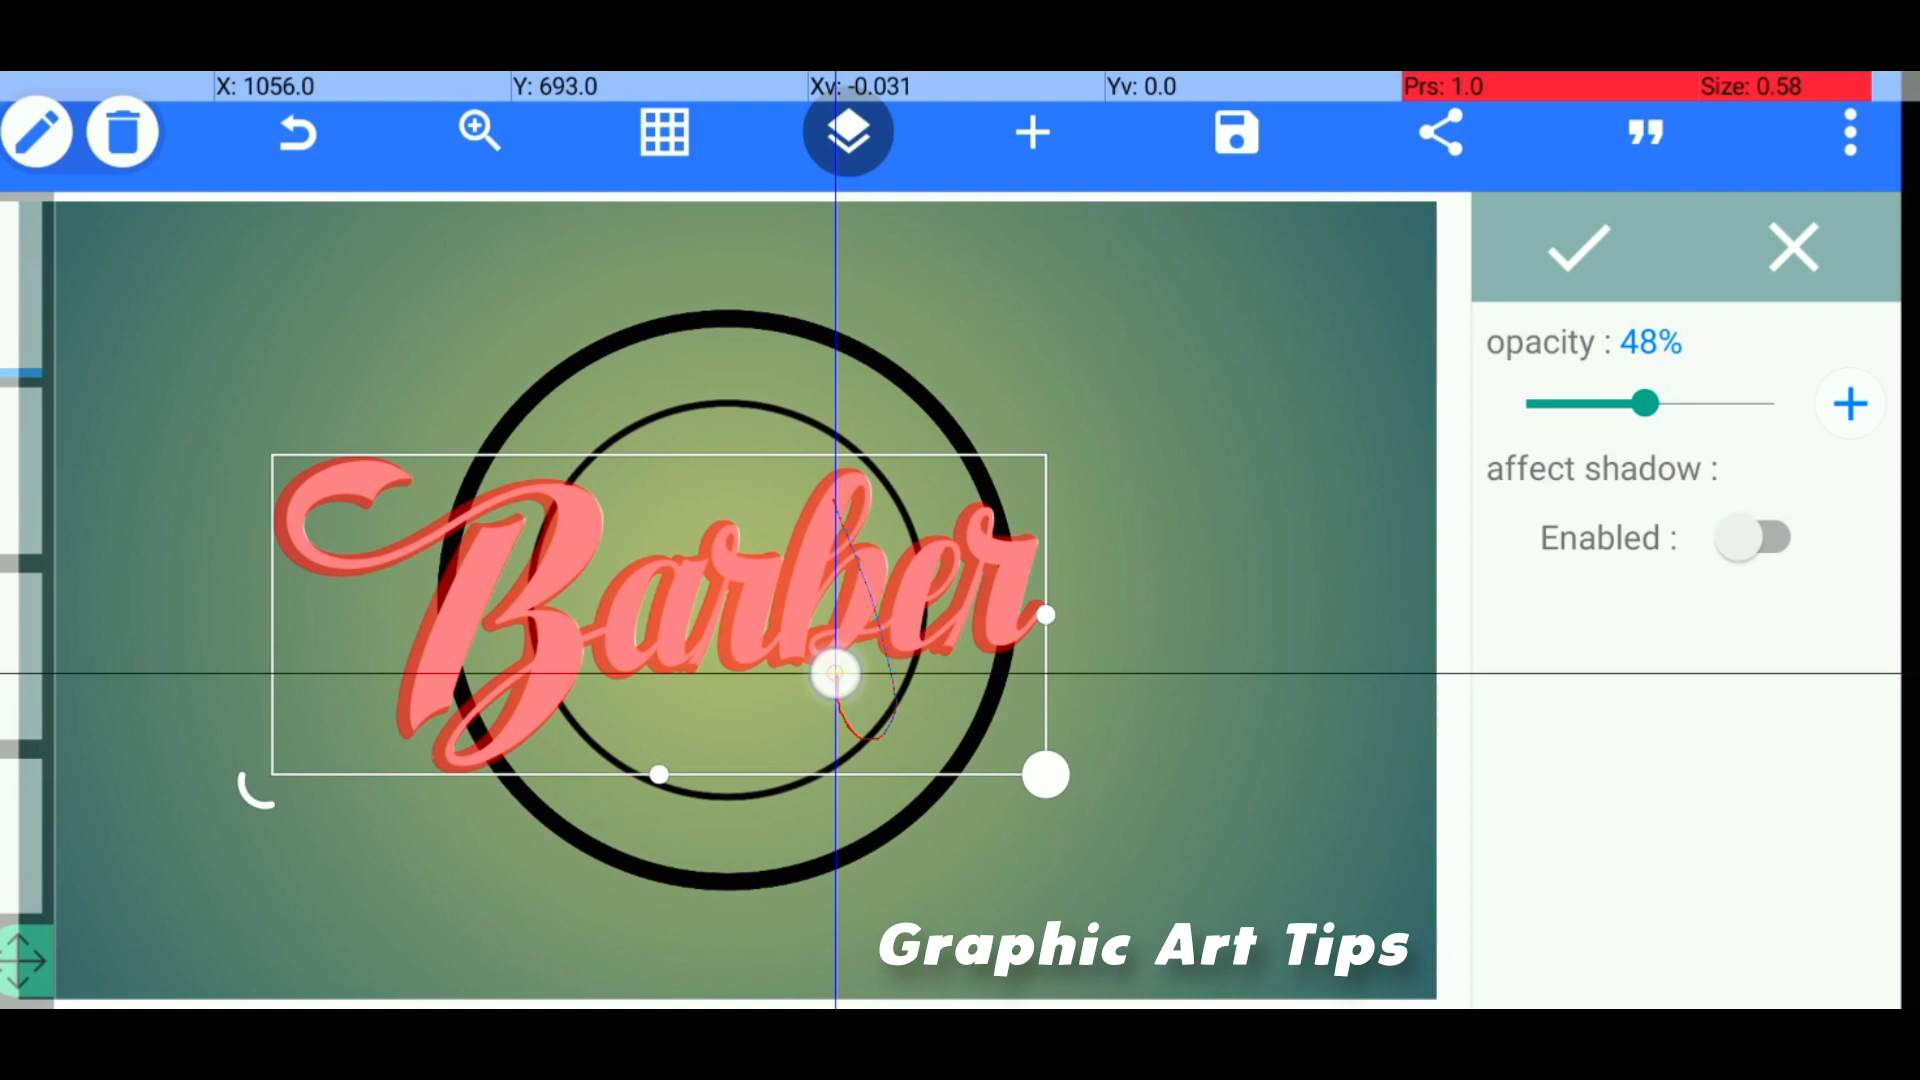 X: 1056.0 Y: 693.0 Xv: -0.031 Yv: 0.0 Prs: 1.0 Size: 0.58
opacity : 48%
affect shadow :
Enabled :
Barber
Graphic Art Tips